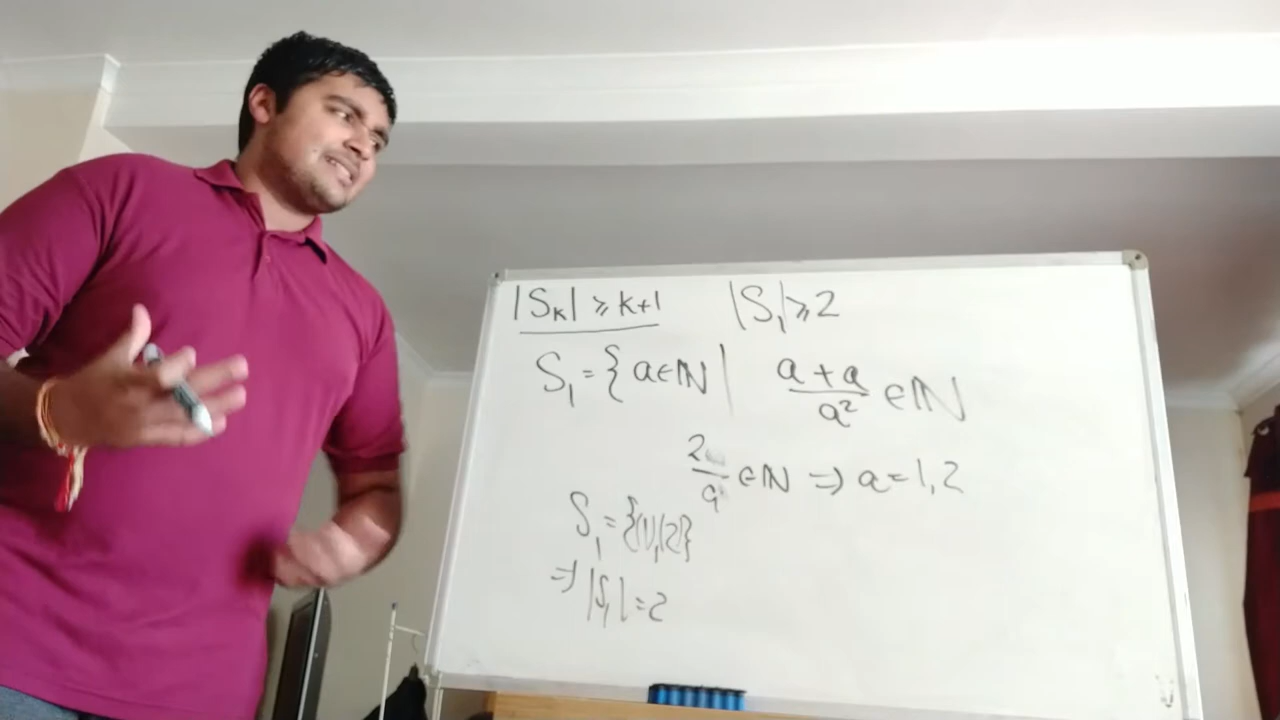 |Sₖ| ⩾ k+1 |S₁| ⩾ 2
S₁ = { a ∈ ℕ | (a + a)/a² ∈ ℕ
2/a ∈ ℕ ⇒ a = 1, 2
S₁ = {(1), (2)}
⇒ |S₁| = 2